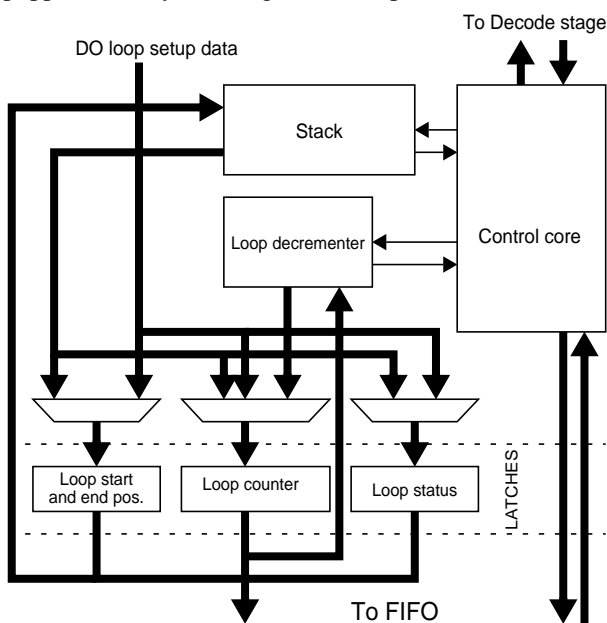 To Decode stage
DO loop setup data
Stack
Loop decrementer
Control core
Loop start
and end pos.
Loop counter
Loop status
LATCHES
To FIFO